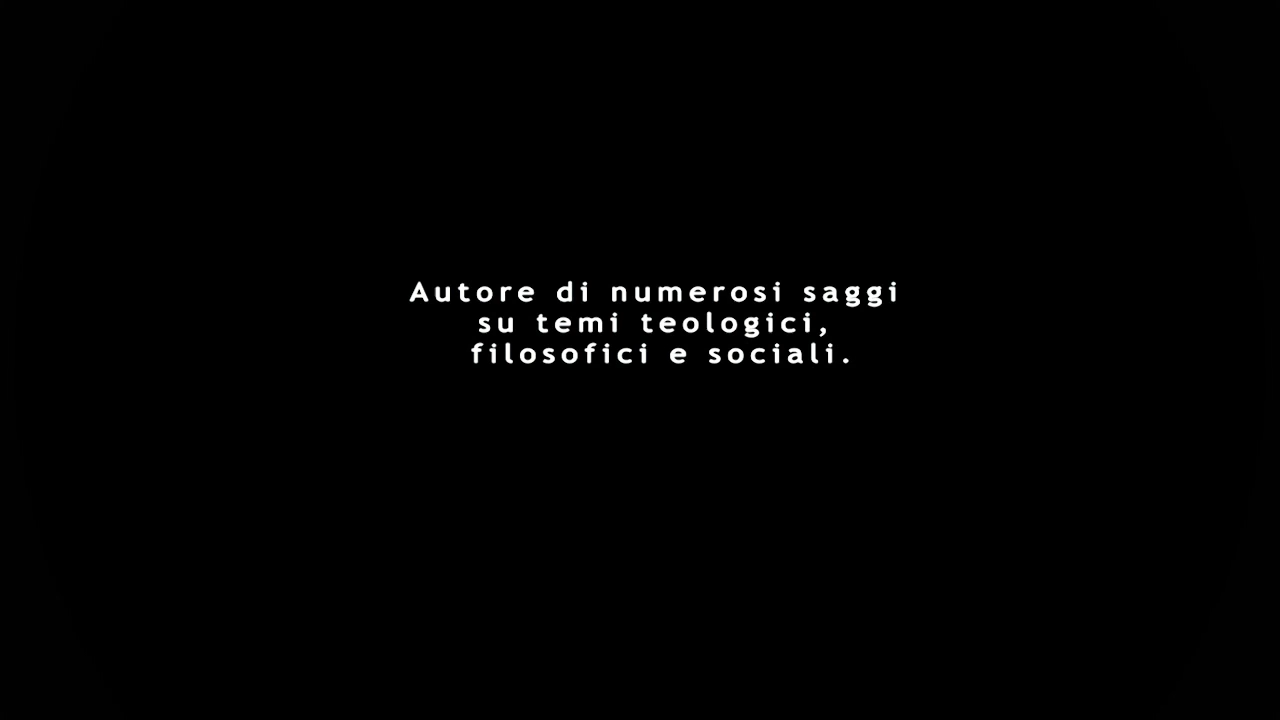 Autore di numerosi saggi
su temi teologici,
filosofici e sociali.